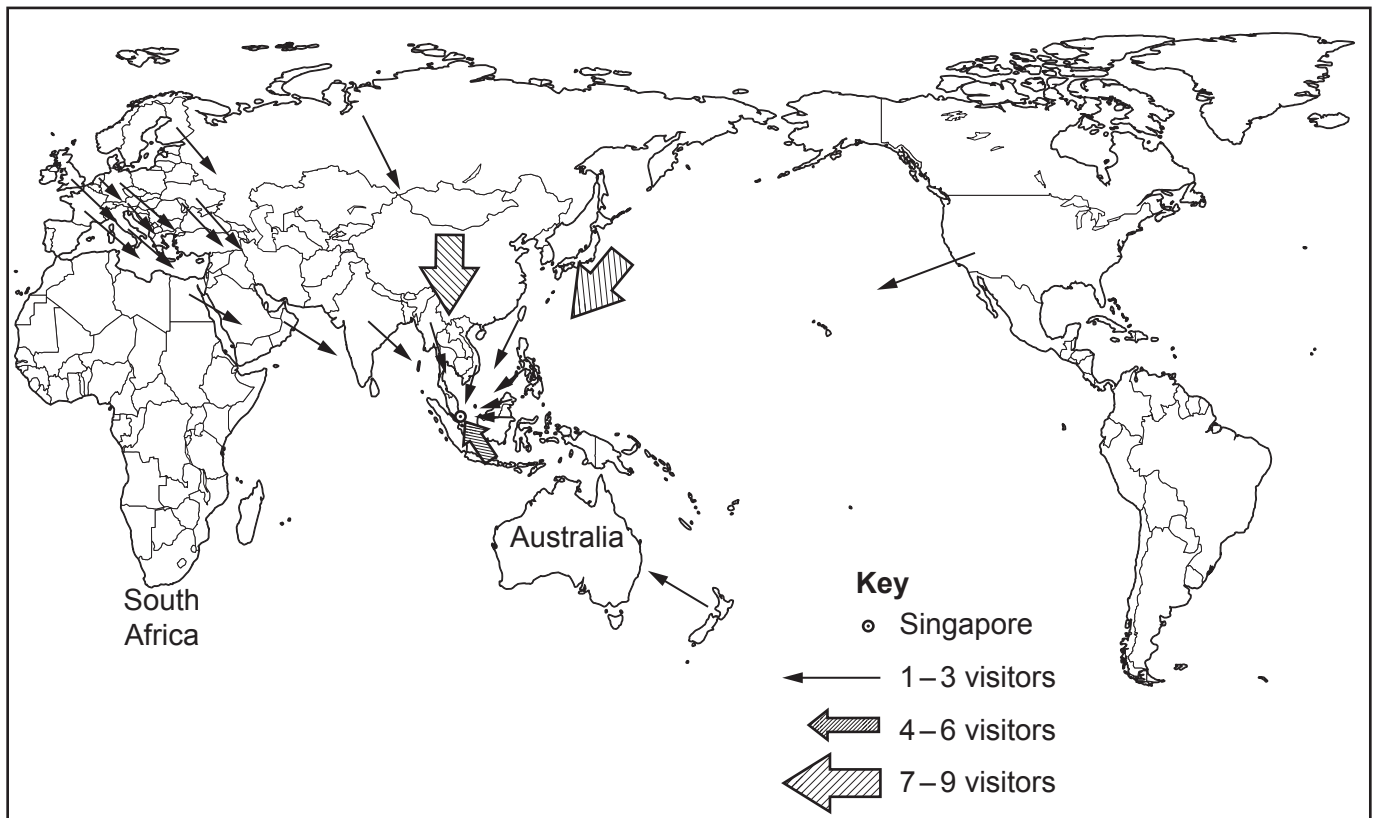 Australia
South
Africa
Key
Singapore
1 – 3 visitors
4 – 6 visitors
7 – 9 visitors